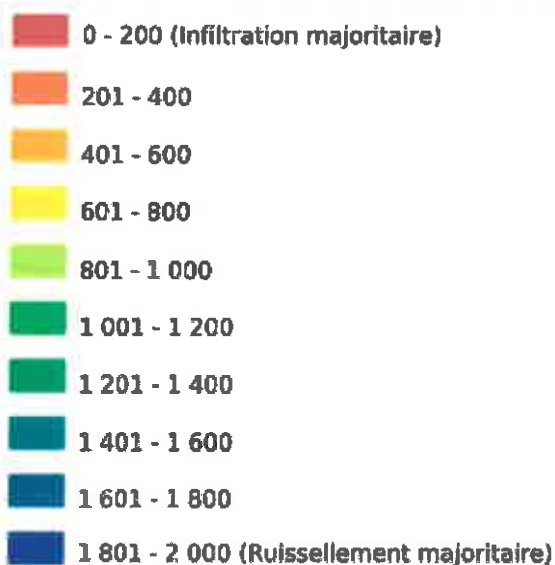 0 - 200 (Infiltration majoritaire)
201 - 400
401 - 600
601 - 800
801 - 1 000
1 001 - 1 200
1 201 - 1 400
1 401 - 1 600
1 601 - 1 800
1 801 - 2 000 (Ruissellement majoritaire)